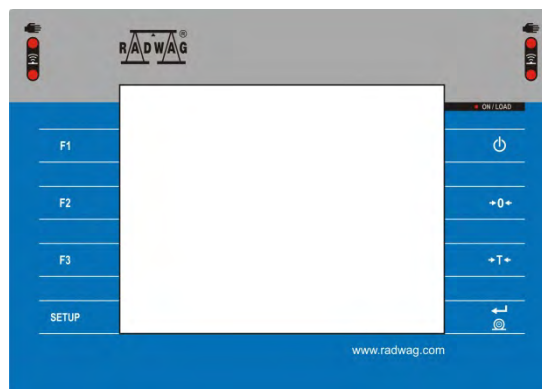 RADWAG®
ON / LOAD
F1
F2
→0←
F3
→T←
SETUP
www.radwag.com